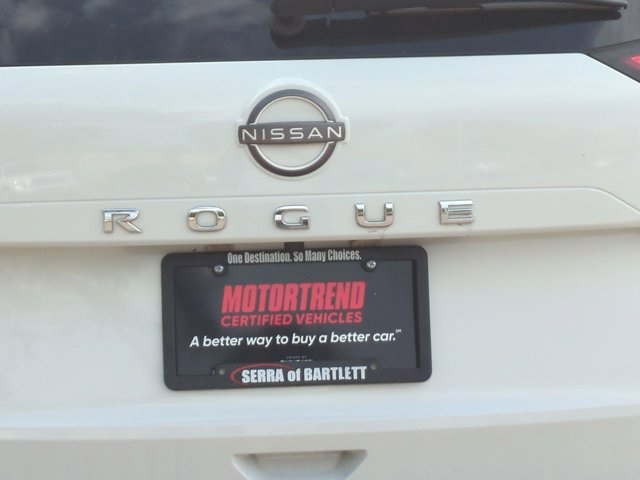 NISSAN
ROGUE
One Destination. So Many Choices.
MOTORTREND
CERTIFIED VEHICLES
A better way to buy a better car.℠
SERRA of BARTLETT